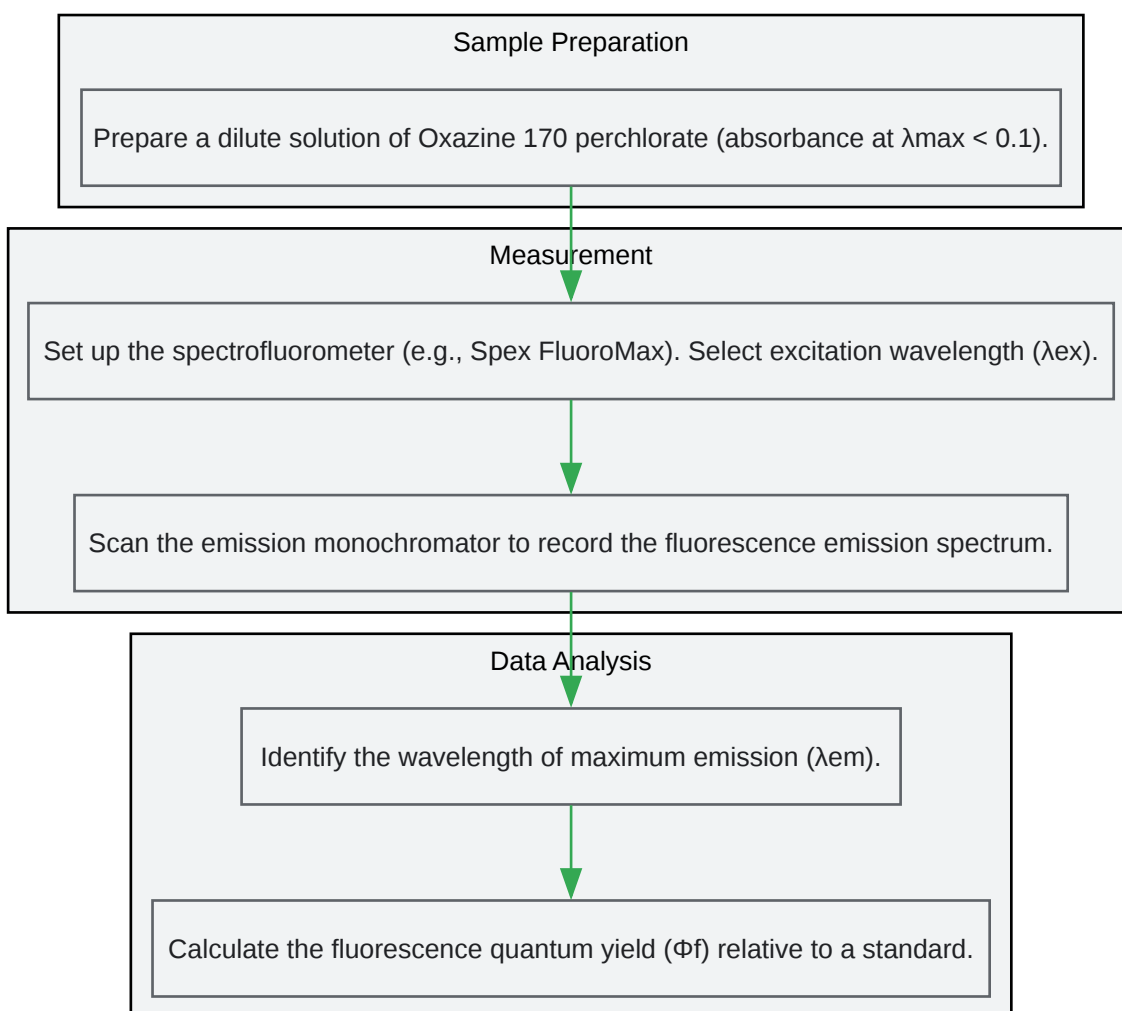 Sample Preparation
Prepare a dilute solution of Oxazine 170 perchlorate (absorbance at λmax < 0.1).
Measurement
Set up the spectrofluorometer (e.g., Spex FluoroMax). Select excitation wavelength (λex).
Scan the emission monochromator to record the fluorescence emission spectrum.
Data Analysis
Identify the wavelength of maximum emission (λem).
Calculate the fluorescence quantum yield (Φf) relative to a standard.